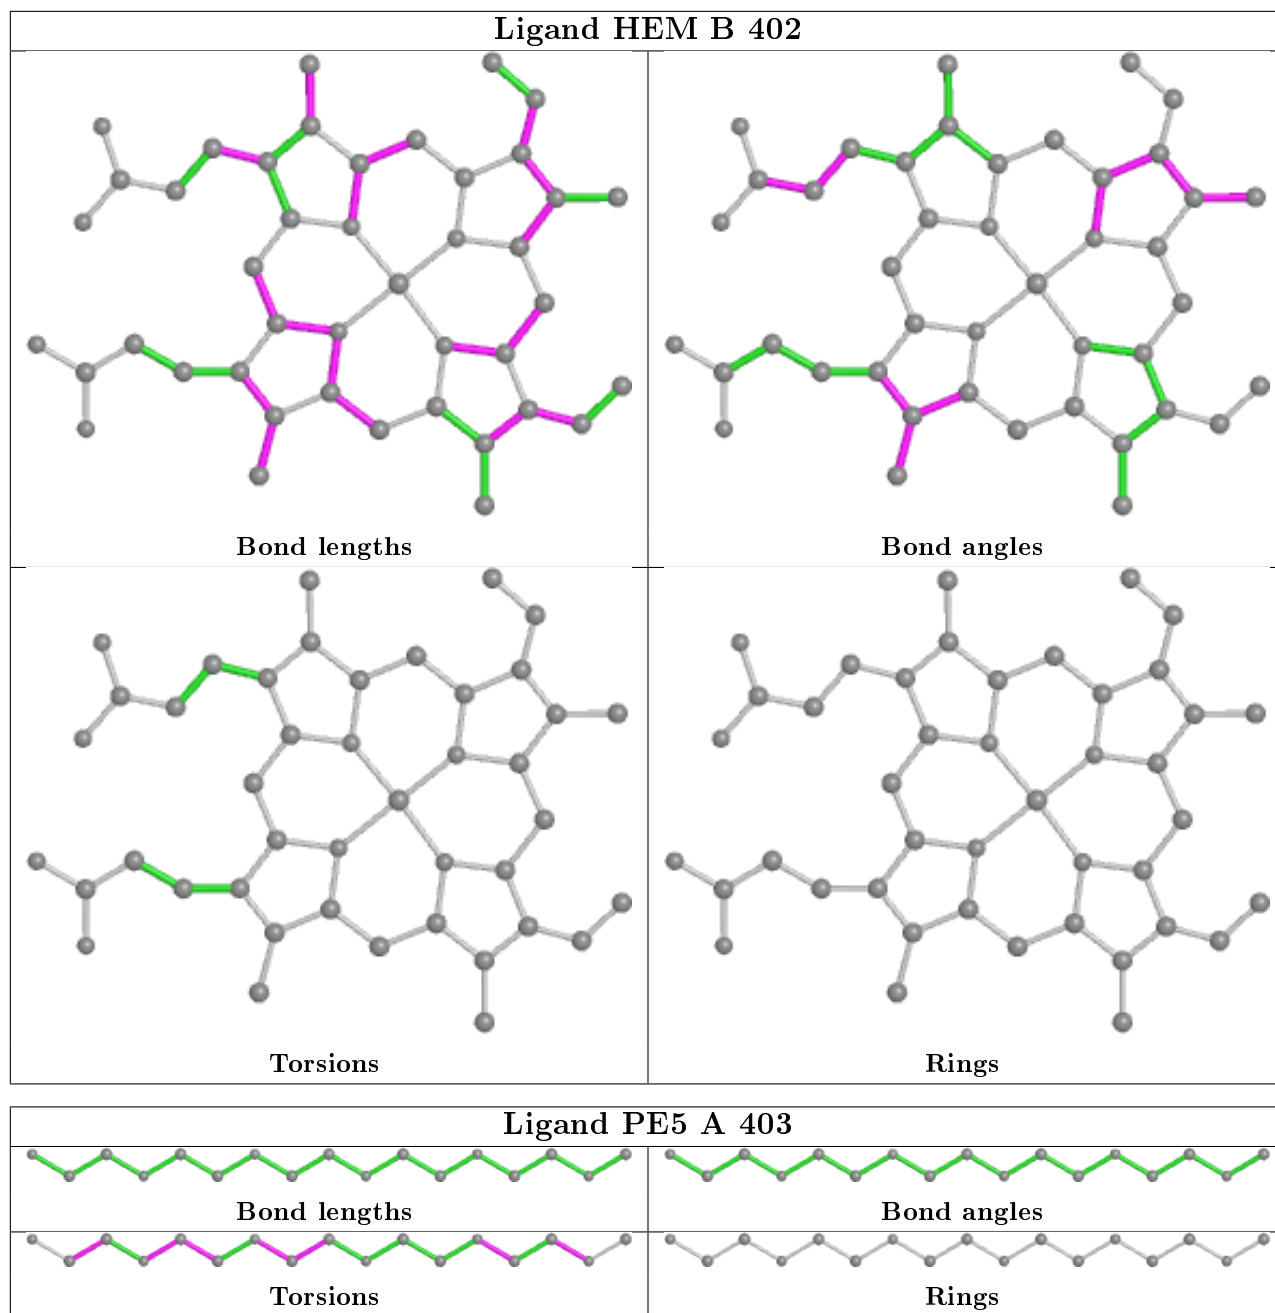 Ligand HEM B 402
Bond lengths
Bond angles
Torsions
Rings
Ligand PE5 A 403
Bond lengths
Bond angles
Torsions
Rings